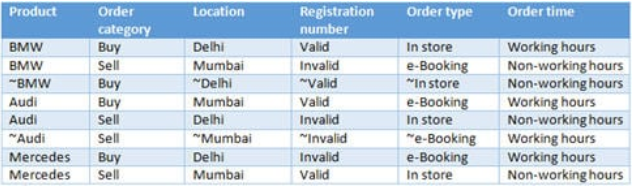 Product Order category Location Registration number Order type Order time
BMW Buy Delhi Valid In store Working hours
BMW Sell Mumbai Invalid e-Booking Non-working hours
~BMW Buy ~Delhi ~Valid ~In store Non-working hours
Audi Buy Mumbai Valid e-Booking Working hours
Audi Sell Delhi Invalid In store Non-working hours
~Audi Sell ~Mumbai ~Invalid ~e-Booking Working hours
Mercedes Buy Delhi Invalid e-Booking Working hours
Mercedes Sell Mumbai Valid In store Non-working hours